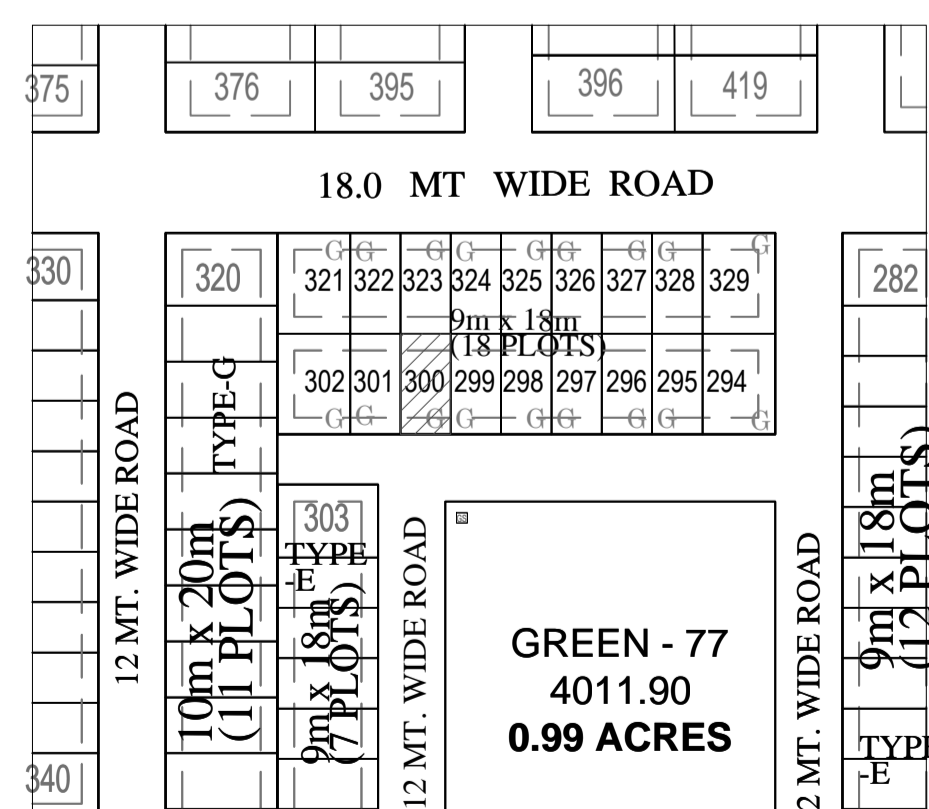 375
376
395
396
419
18.0 MT WIDE ROAD
330
320
G G G G G G G G G
321 322 323 324 325 326 327 328 329
282
9m x 18m
(18 PLOTS)
302 301 300 299 298 297 296 295 294
G G G G G G G G
12 MT. WIDE ROAD
TYPE-G
10m x 20m
(11 PLOTS)
303
TYPE
-E
9m x 18m
(7 PLOTS)
12 MT. WIDE ROAD
GS
GREEN - 77
4011.90
0.99 ACRES
2 MT. WIDE ROAD
9m x 18m
(12 PLOTS)
TYPE
-E
340